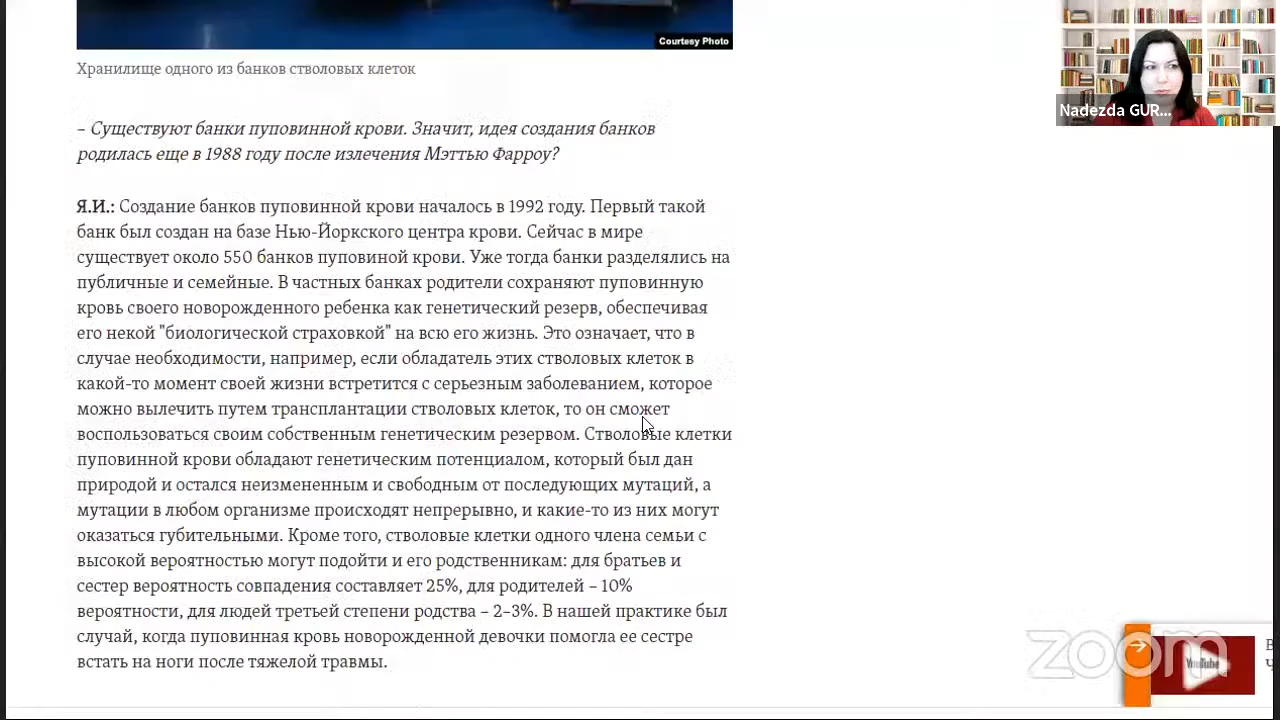 Courtesy Photo
Хранилище одного из банков стволовых клеток
Nadezda GUR...
– Существуют банки пуповинной крови. Значит, идея создания банков
родилась еще в 1988 году после излечения Мэттью Фарроу?
Я.И.: Создание банков пуповинной крови началось в 1992 году. Первый такой
банк был создан на базе Нью-Йоркского центра крови. Сейчас в мире
существует около 550 банков пуповиной крови. Уже тогда банки разделялись на
публичные и семейные. В частных банках родители сохраняют пуповинную
кровь своего новорожденного ребенка как генетический резерв, обеспечивая
его некой "биологической страховкой" на всю его жизнь. Это означает, что в
случае необходимости, например, если обладатель этих стволовых клеток в
какой-то момент своей жизни встретится с серьезным заболеванием, которое
можно вылечить путем трансплантации стволовых клеток, то он сможет
воспользоваться своим собственным генетическим резервом. Стволовые клетки
пуповинной крови обладают генетическим потенциалом, который был дан
природой и остался неизмененным и свободным от последующих мутаций, а
мутации в любом организме происходят непрерывно, и какие-то из них могут
оказаться губительными. Кроме того, стволовые клетки одного члена семьи с
высокой вероятностью могут подойти и его родственникам: для братьев и
сестер вероятность совпадения составляет 25%, для родителей – 10%
вероятности, для людей третьей степени родства – 2–3%. В нашей практике был
случай, когда пуповинная кровь новорожденной девочки помогла ее сестре
встать на ноги после тяжелой травмы.
zoom
YouTube